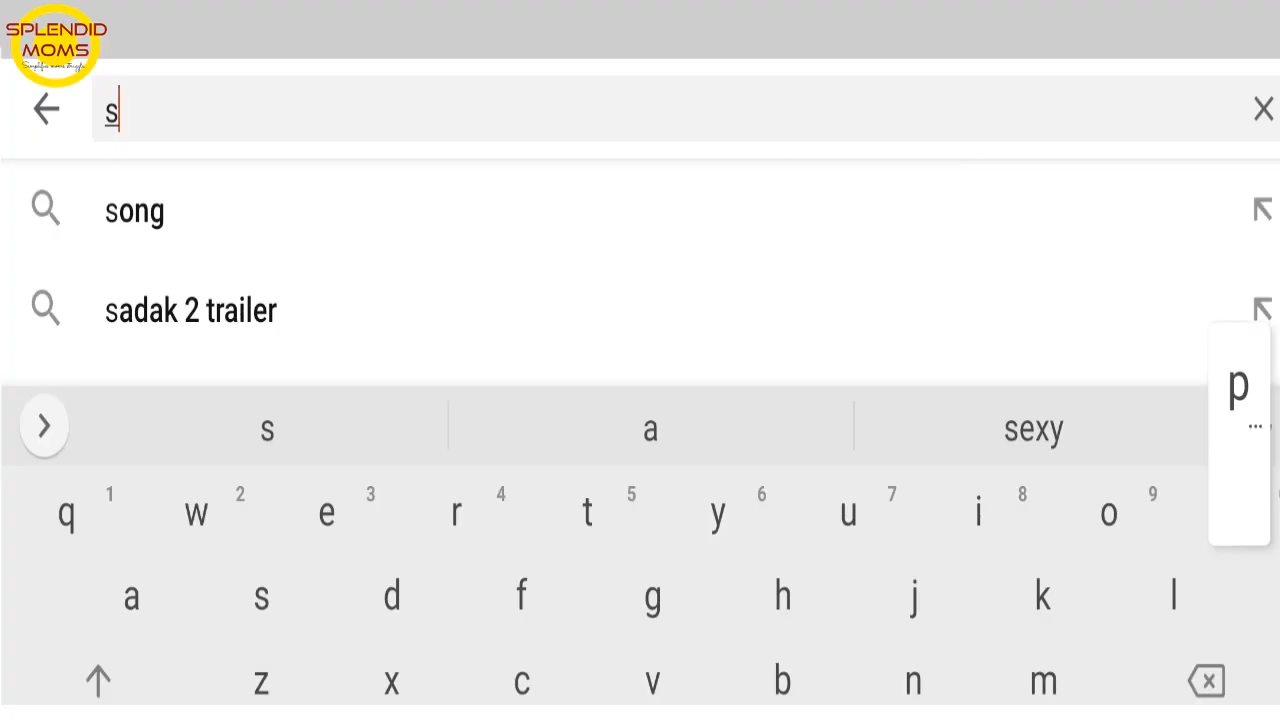 SPLENDID
MOMS
s
song
sadak 2 trailer
p
...
s a sexy
q 1 w 2 e 3 r 4 t 5 y 6 u 7 i 8 o 9
a s d f g h j k l
z x c v b n m